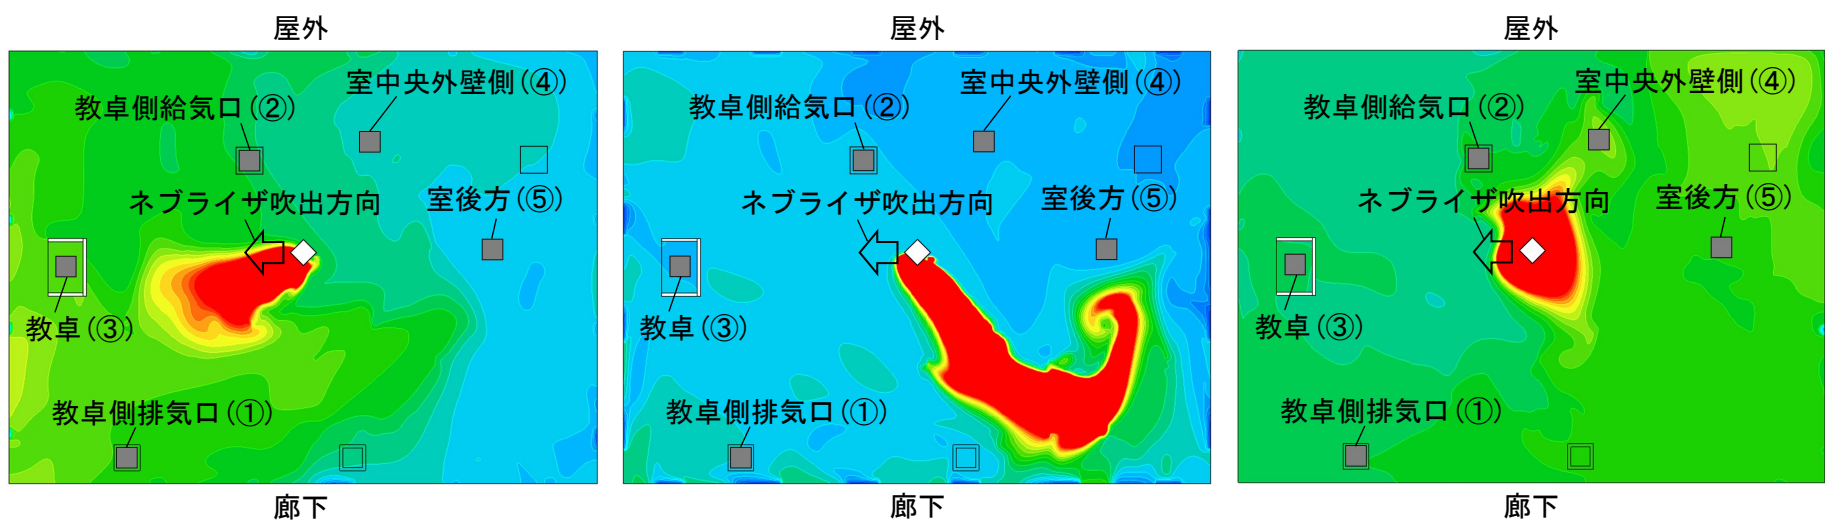 屋外
室中央外壁側(④)
教卓側給気口(②)
ネブライザ吹出方向
室後方(⑤)
教卓(③)
教卓側排気口(①)
廊下
屋外
室中央外壁側(④)
教卓側給気口(②)
ネブライザ吹出方向
室後方(⑤)
教卓(③)
教卓側排気口(①)
廊下
屋外
室中央外壁側(④)
教卓側給気口(②)
ネブライザ吹出方向
室後方(⑤)
教卓(③)
教卓側排気口(①)
廊下